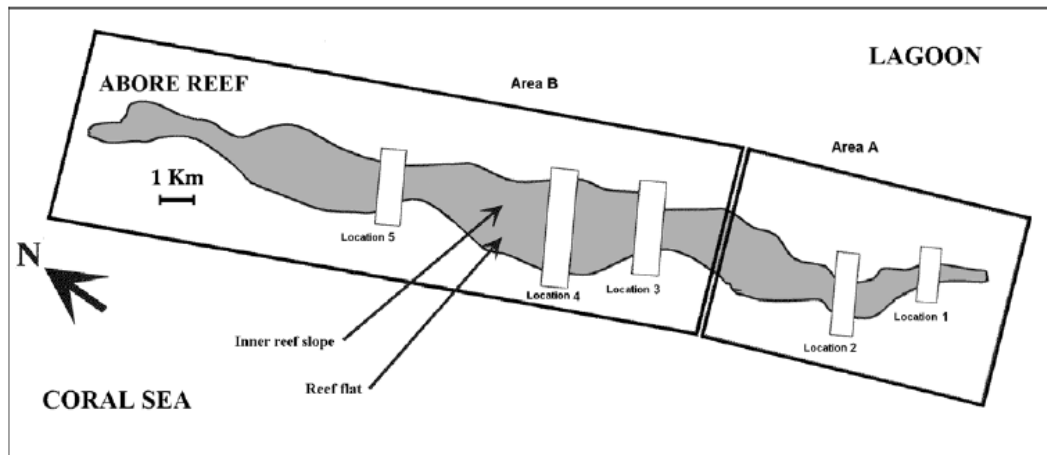 LAGOON
Area B
ABORE REEF
Area A
1 Km
Location 5
N
Location 4
Location 3
Location 1
Inner reef slope
Location 2
Reef flat
CORAL SEA